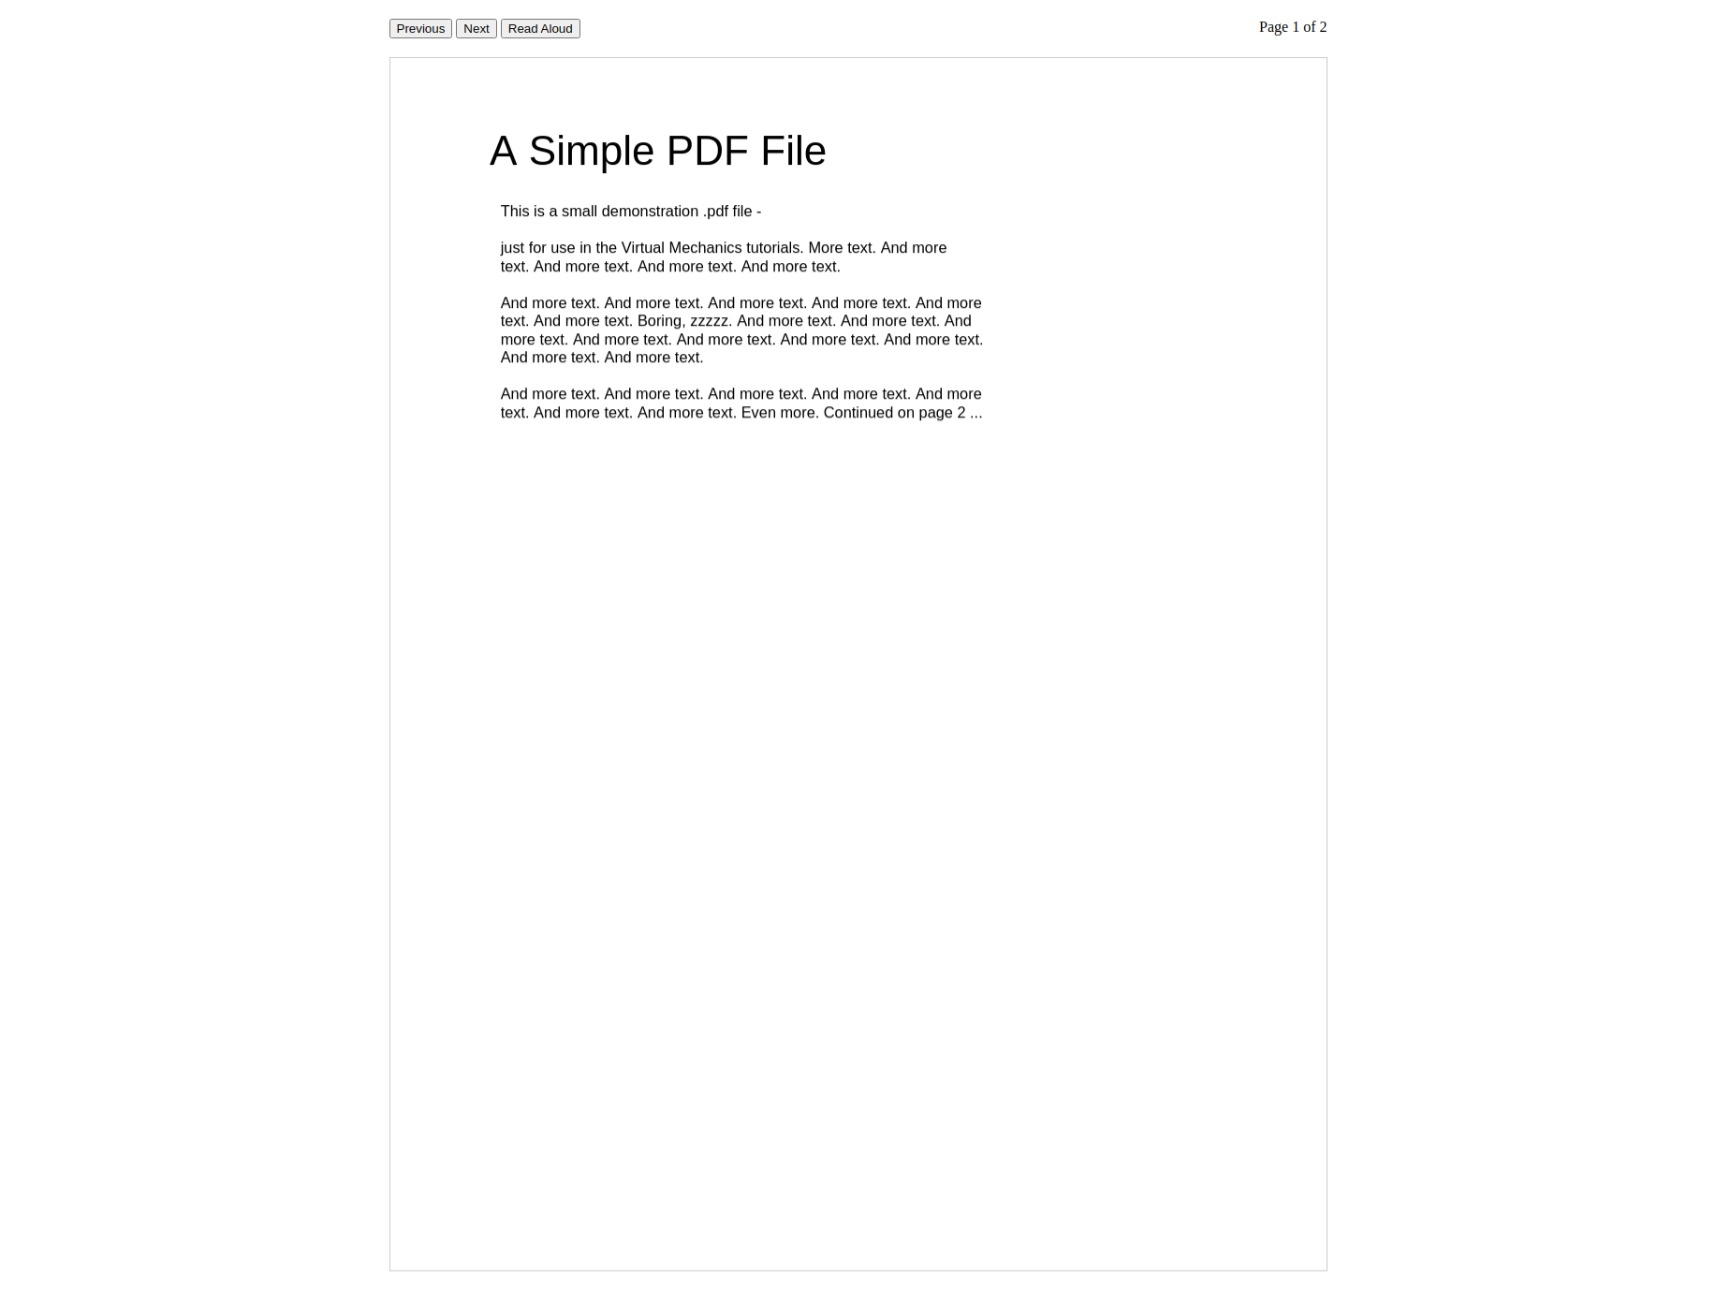 Previous Next Read Aloud Page 1 of 2
A Simple PDF File
This is a small demonstration .pdf file -
just for use in the Virtual Mechanics tutorials. More text. And more
text. And more text. And more text. And more text.
And more text. And more text. And more text. And more text. And more
text. And more text. Boring, zzzzz. And more text. And more text. And
more text. And more text. And more text. And more text. And more text.
And more text. And more text.
And more text. And more text. And more text. And more text. And more
text. And more text. And more text. Even more. Continued on page 2 ...